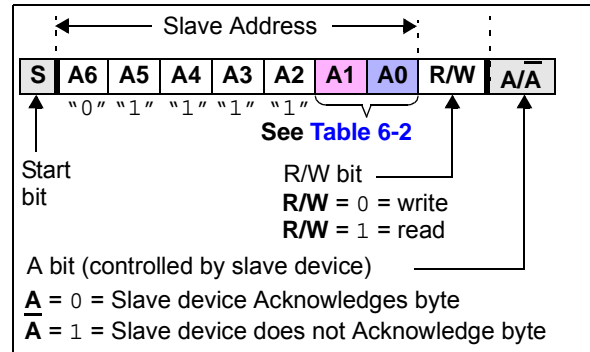 Slave Address
S A6 A5 A4 A3 A2 A1 A0 R/W A/A̅
"0" "1" "1" "1" "1"
See Table 6-2
Start
bit
R/W bit
R/W = 0 = write
R/W = 1 = read
A bit (controlled by slave device)
A = 0 = Slave device Acknowledges byte
A̅ = 1 = Slave device does not Acknowledge byte